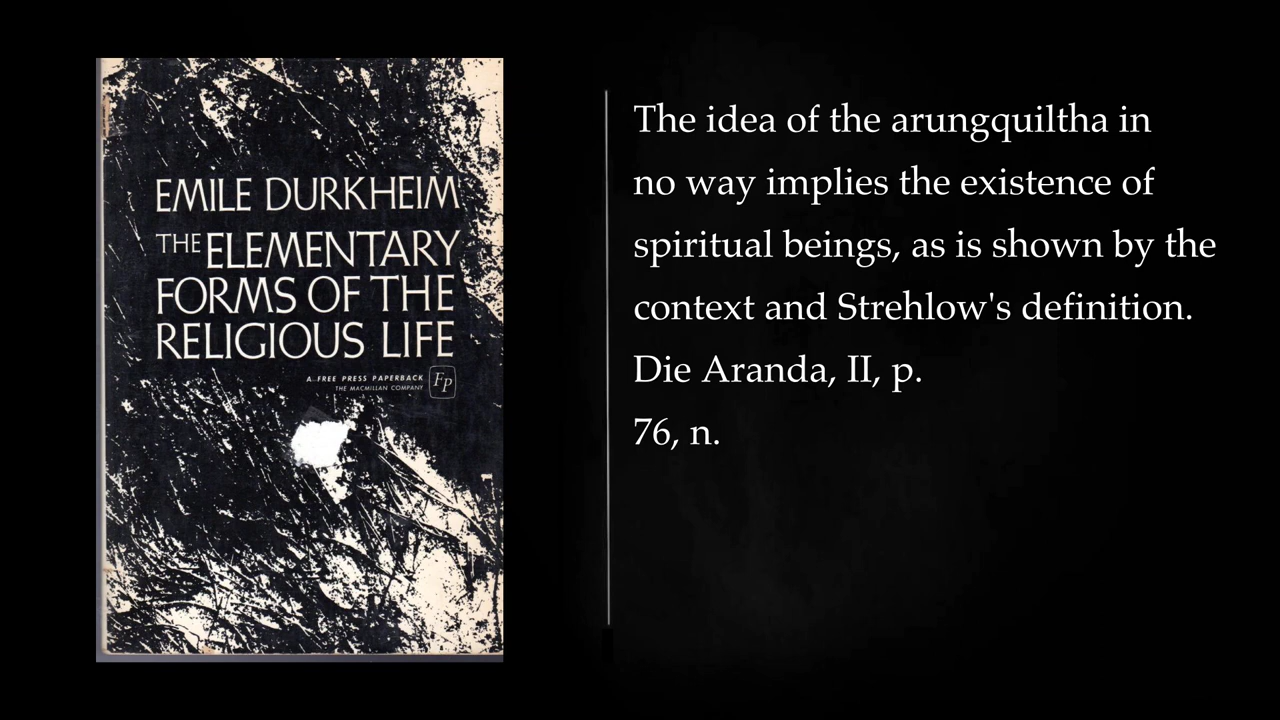 EMILE DURKHEIM
THE ELEMENTARY
FORMS OF THE
RELIGIOUS LIFE
A FREE PRESS PAPERBACK
THE MACMILLAN COMPANY
FP
The idea of the arungquiltha in
no way implies the existence of
spiritual beings, as is shown by the
context and Strehlow's definition.
Die Aranda, II, p.
76, n.